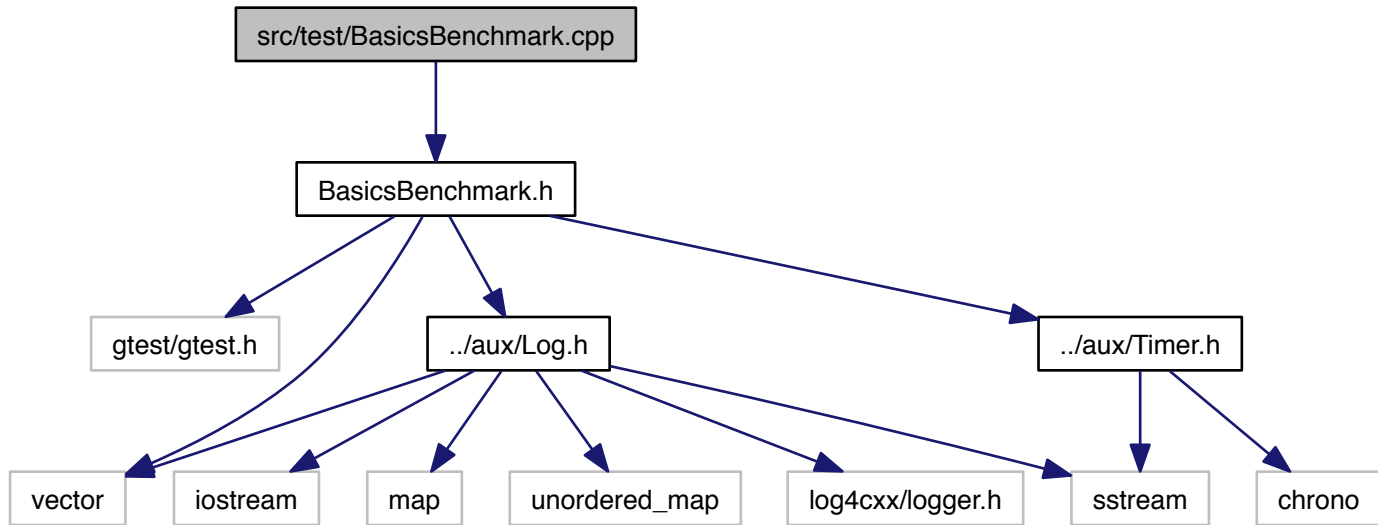 src/test/BasicsBenchmark.cpp
BasicsBenchmark.h
gtest/gtest.h
../aux/Log.h
../aux/Timer.h
vector
iostream
map
unordered_map
log4cxx/logger.h
sstream
chrono